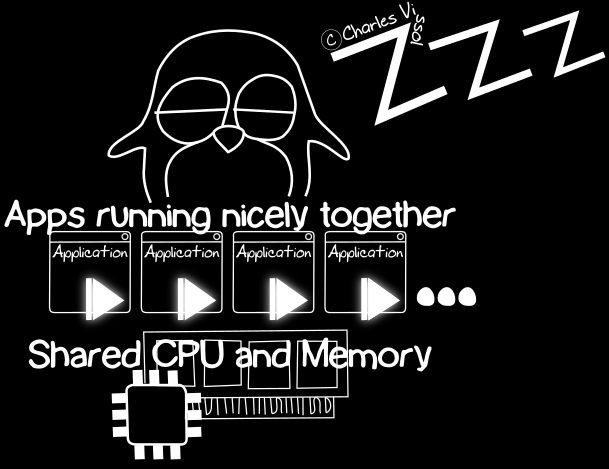 © Charles Vissol
ZZZ
Apps running nicely together
Application Application Application Application
Shared CPU and Memory